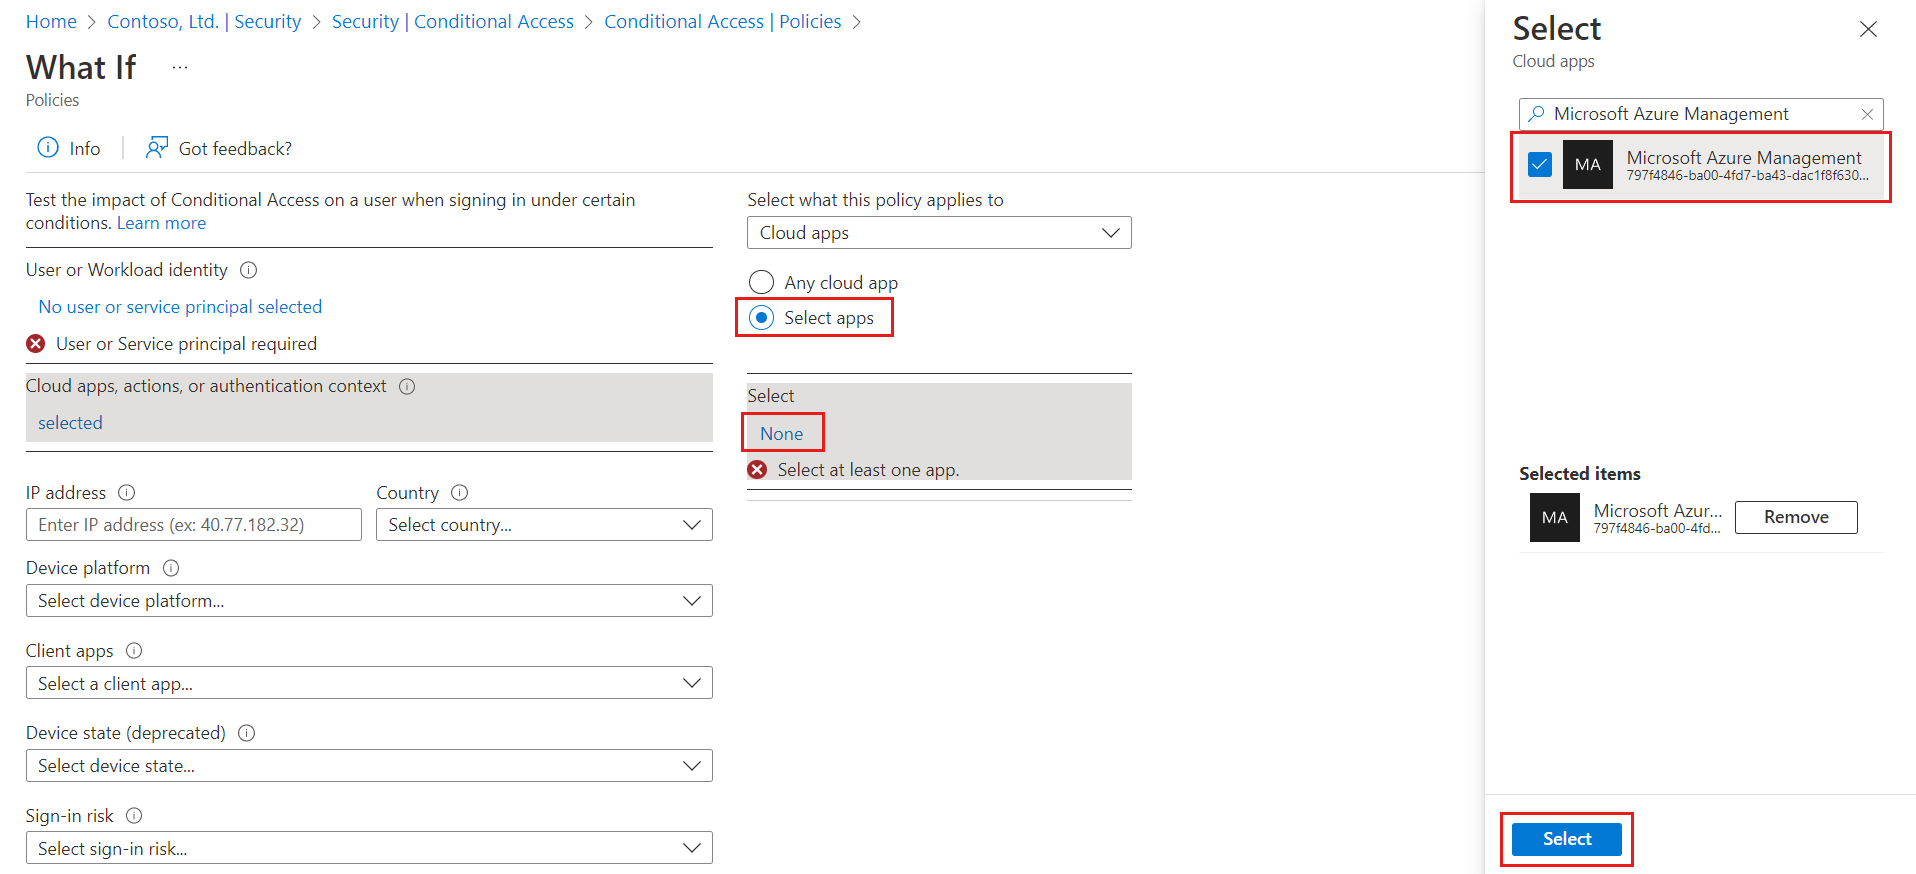 Home > Contoso, Ltd. | Security > Security | Conditional Access > Conditional Access | Policies >
What If ...
Policies
Info
Got feedback?
Test the impact of Conditional Access on a user when signing in under certain
conditions. Learn more
User or Workload identity
No user or service principal selected
User or Service principal required
Cloud apps, actions, or authentication context
selected
IP address
Country
Enter IP address (ex: 40.77.182.32)
Select country...
Device platform
Select device platform...
Client apps
Select a client app...
Device state (deprecated)
Select device state...
Sign-in risk
Select sign-in risk...
Select what this policy applies to
Cloud apps
Any cloud app
Select apps
Select
None
Select at least one app.
Select
Cloud apps
Microsoft Azure Management
MA
Microsoft Azure Management
797f4846-ba00-4fd7-ba43-dac1f8f630...
Selected items
MA
Microsoft Azur...
797f4846-ba00-4fd...
Remove
Select